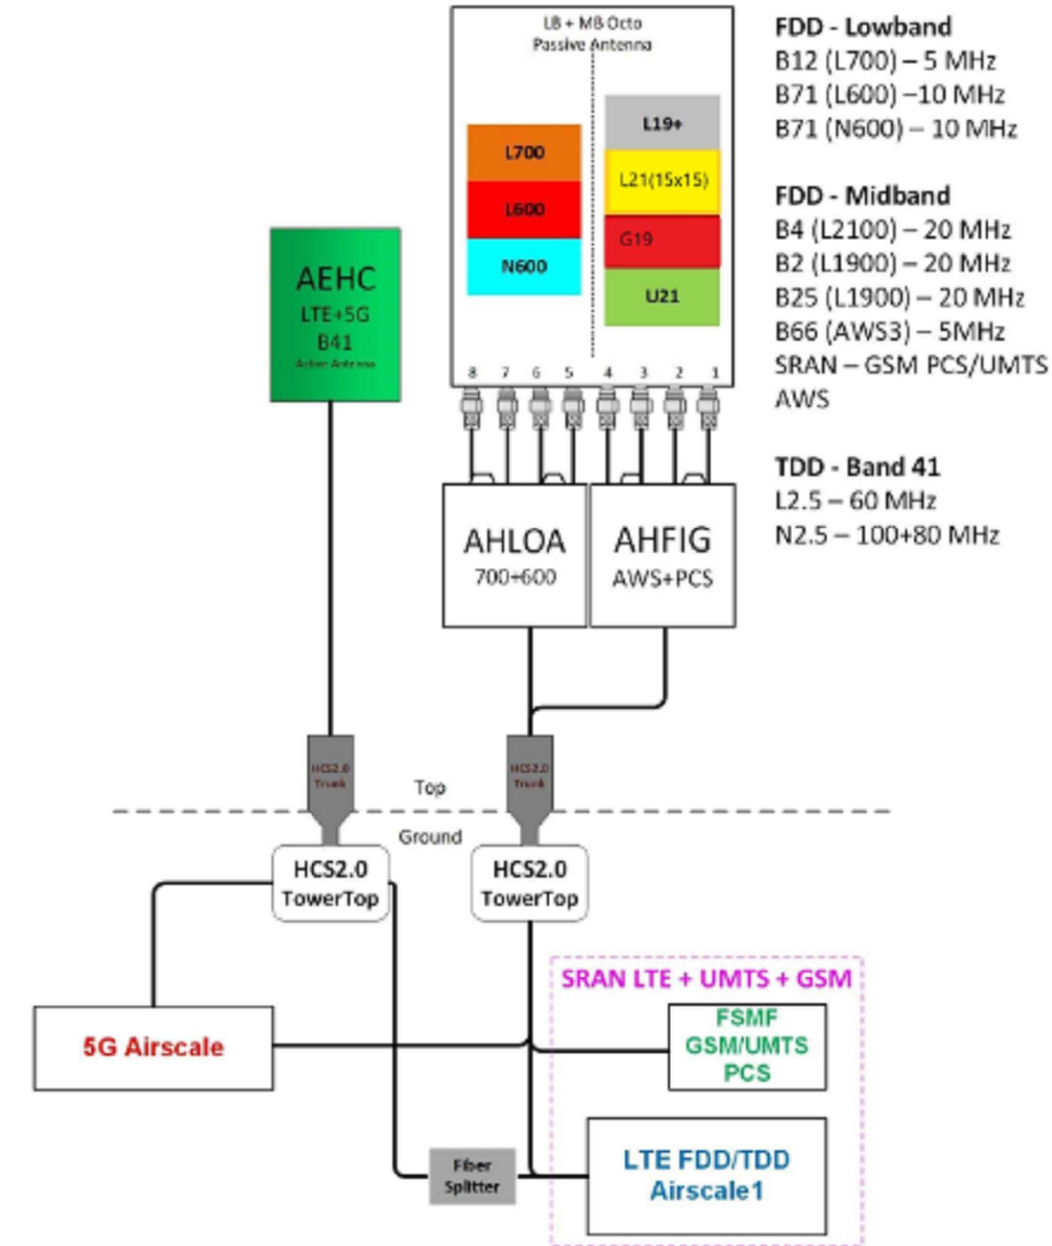 LB + MB Octo
Passive Antenna
L700
L600
N600
L19+
L21(15x15)
G19
U21
8 7 6 5 4 3 2 1
FDD - Lowband
B12 (L700) – 5 MHz
B71 (L600) –10 MHz
B71 (N600) – 10 MHz
FDD - Midband
B4 (L2100) – 20 MHz
B2 (L1900) – 20 MHz
B25 (L1900) – 20 MHz
B66 (AWS3) – 5MHz
SRAN – GSM PCS/UMTS
AWS
TDD - Band 41
L2.5 – 60 MHz
N2.5 – 100+80 MHz
AEHC
LTE+5G
B41
Active Antenna
AHLOA
700+600
AHFIG
AWS+PCS
HCS2.0
Trunk
HCS2.0
Trunk
Top
Ground
HCS2.0
TowerTop
HCS2.0
TowerTop
SRAN LTE + UMTS + GSM
5G Airscale
FSMF
GSM/UMTS
PCS
Fiber
Splitter
LTE FDD/TDD
Airscale1